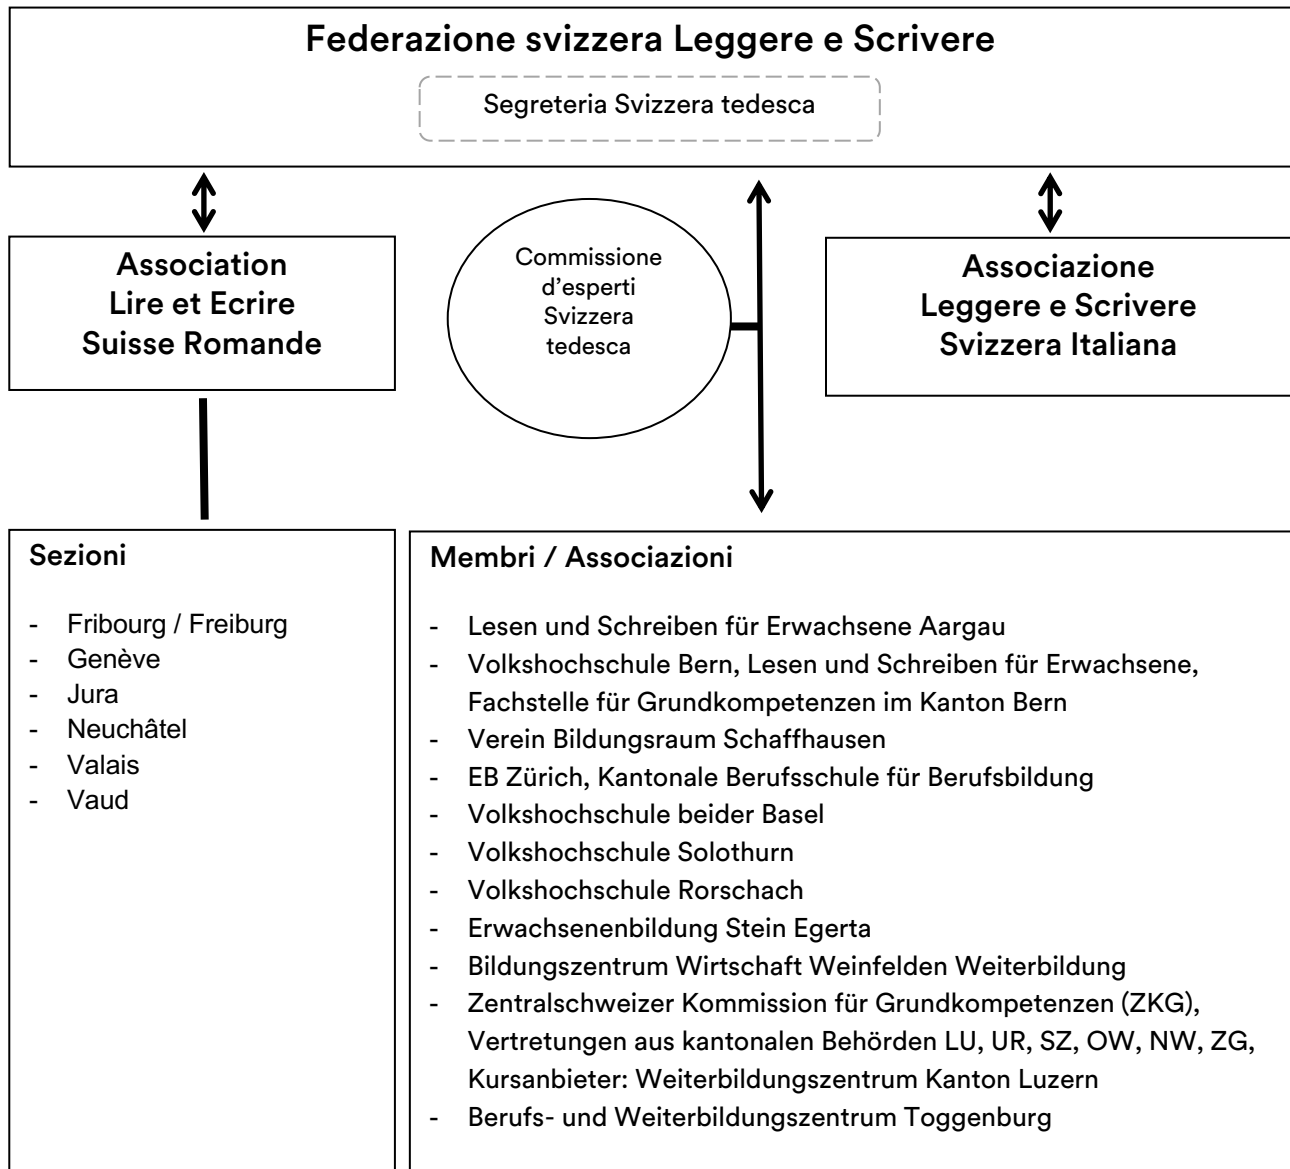 Federazione svizzera Leggere e Scrivere
Segreteria Svizzera tedesca
Association
Lire et Ecrire
Suisse Romande
Commissione
d’esperti
Svizzera
tedesca
Associazione
Leggere e Scrivere
Svizzera Italiana
Sezioni
- Fribourg / Freiburg
- Genève
- Jura
- Neuchâtel
- Valais
- Vaud
Membri / Associazioni
- Lesen und Schreiben für Erwachsene Aargau
- Volkshochschule Bern, Lesen und Schreiben für Erwachsene,
Fachstelle für Grundkompetenzen im Kanton Bern
- Verein Bildungsraum Schaffhausen
- EB Zürich, Kantonale Berufsschule für Berufsbildung
- Volkshochschule beider Basel
- Volkshochschule Solothurn
- Volkshochschule Rorschach
- Erwachsenenbildung Stein Egerta
- Bildungszentrum Wirtschaft Weinfelden Weiterbildung
- Zentralschweizer Kommission für Grundkompetenzen (ZKG),
Vertretungen aus kantonalen Behörden LU, UR, SZ, OW, NW, ZG,
Kursanbieter: Weiterbildungszentrum Kanton Luzern
- Berufs- und Weiterbildungszentrum Toggenburg